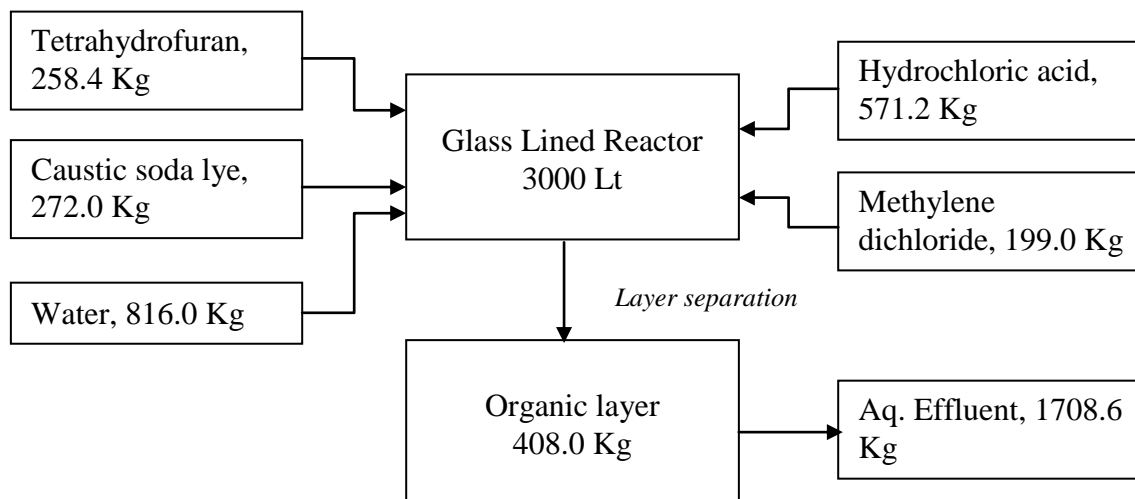 Tetrahydrofuran,
258.4 Kg
Hydrochloric acid,
571.2 Kg
Glass Lined Reactor
3000 Lt
Caustic soda lye,
272.0 Kg
Methylene
dichloride, 199.0 Kg
Water, 816.0 Kg
Layer separation
Organic layer
408.0 Kg
Aq. Effluent, 1708.6
Kg